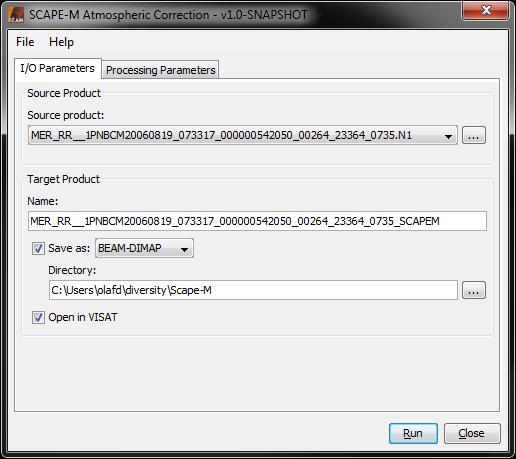 BEAM
SCAPE-M Atmospheric Correction - v1.0-SNAPSHOT
File Help
I/O Parameters Processing Parameters
Source Product
Source product:
MER_RR__1PNBCM20060819_073317_000000542050_00264_23364_0735.N1 ...
Target Product
Name:
MER_RR__1PNBCM20060819_073317_000000542050_00264_23364_0735_SCAPEM
Save as: BEAM-DIMAP
Directory:
C:\Users\olafd\diversity\Scape-M ...
Open in VISAT
Run Close